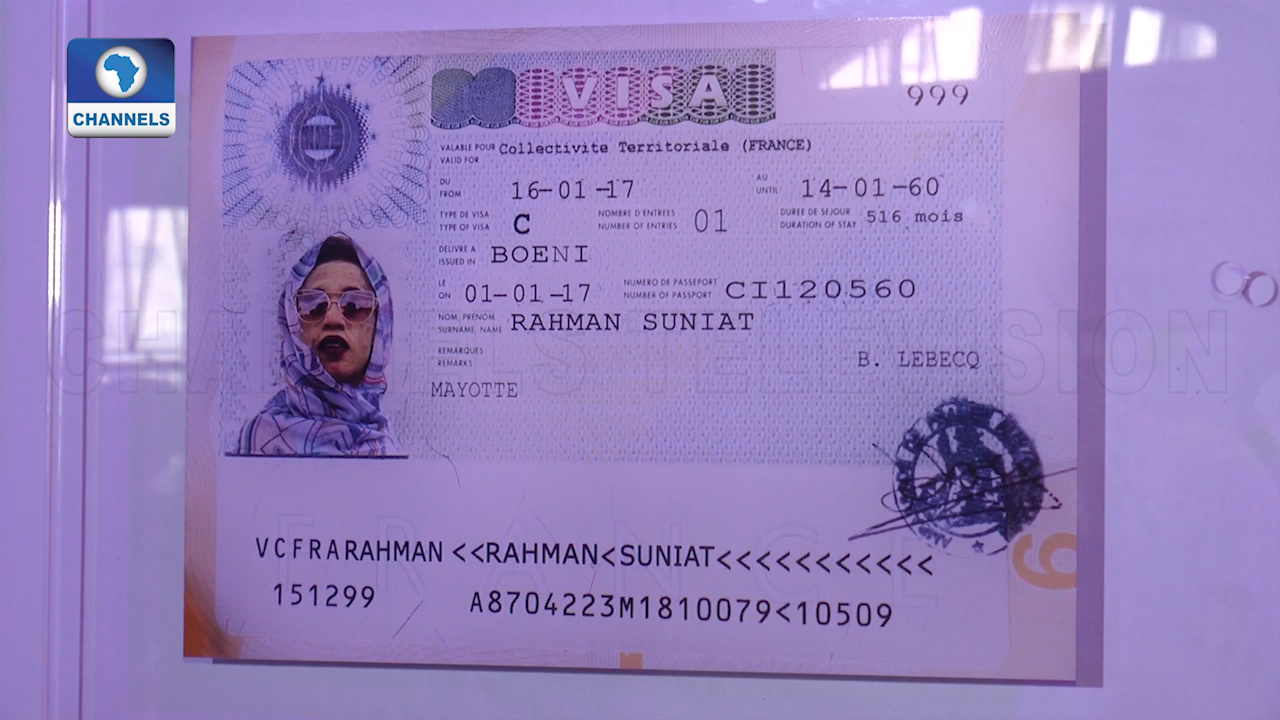 CHANNELS
VISA
999
VALABLE POUR Collectivite Territoriale (FRANCE)
VALID FOR
DU
FROM 16-01-17
AU
UNTIL 14-01-60
TYPE DE VISA
TYPE OF VISA C
NOMBRE D'ENTREES
NUMBER OF ENTRIES 01
DUREE DE SEJOUR
DURATION OF STAY 516 mois
DELIVRE A
ISSUED IN BOENI
LE
ON 01-01-17
NUMERO DE PASSEPORT
NUMBER OF PASSPORT CI120560
NOM, PRENOM
SURNAME, NAME RAHMAN SUNIAT
CHANNELS TELEVISION
REMARQUES
REMARKS
B. LEBECQ
MAYOTTE
FRANCE
VCFRARAHMAN <<RAHMAN<SUNIAT<<<<<<<<<<<
151299 A8704223M1810079<10509